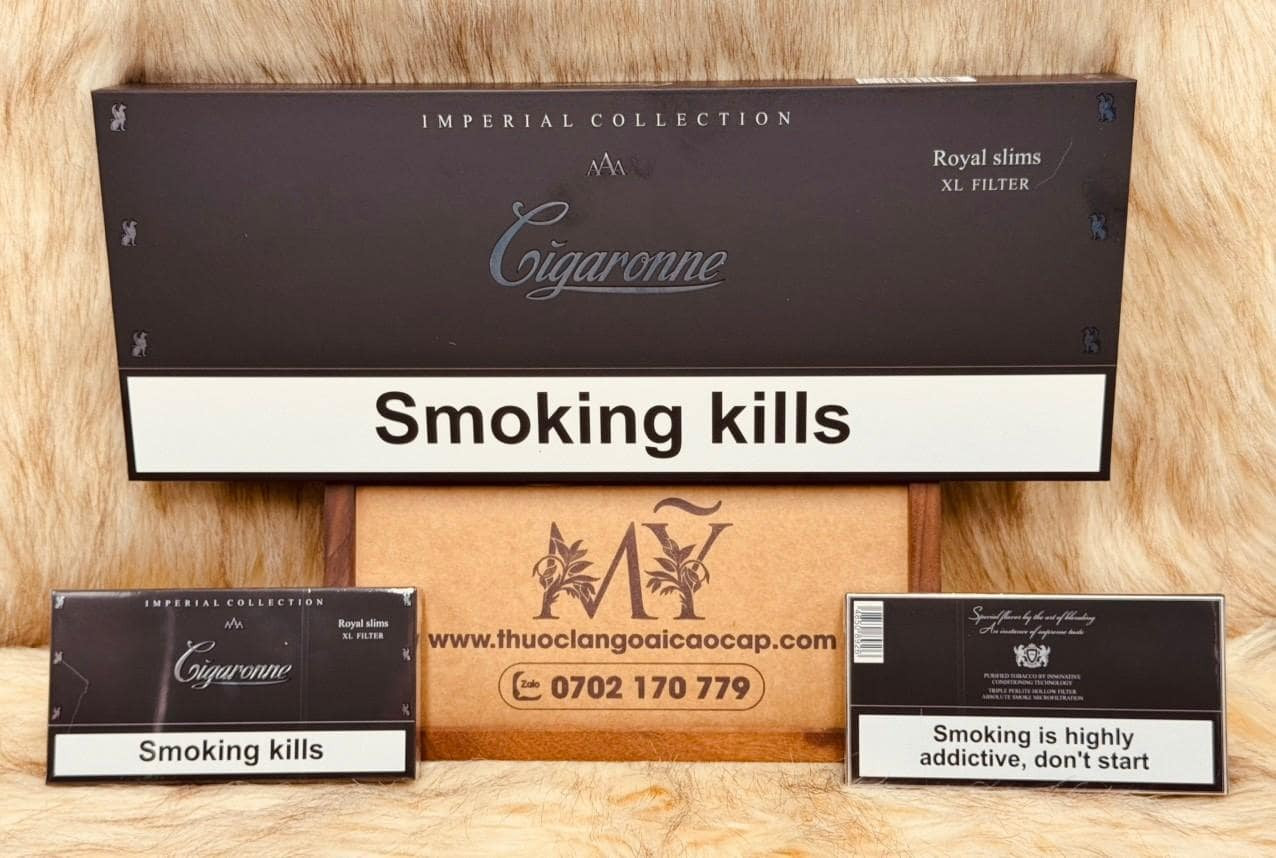 IMPERIAL COLLECTION
AAA
Royal slims
XL FILTER
Cigaronne
Smoking kills
MỸ
www.thuoclangoaicaocap.com
Zalo
0702 170 779
IMPERIAL COLLECTION
AAA
Royal slims
XL FILTER
Cigaronne
Smoking kills
Special flavor by the art of blending
An instance of supreme taste
PURIFIED TOBACCO BY INNOVATIVE
CONDITIONING TECHNOLOGY
TRIPLE PERLITE HOLLOW FILTER
ABSOLUTE SMOKE MICROFILTRATION
Smoking is highly
addictive, don't start